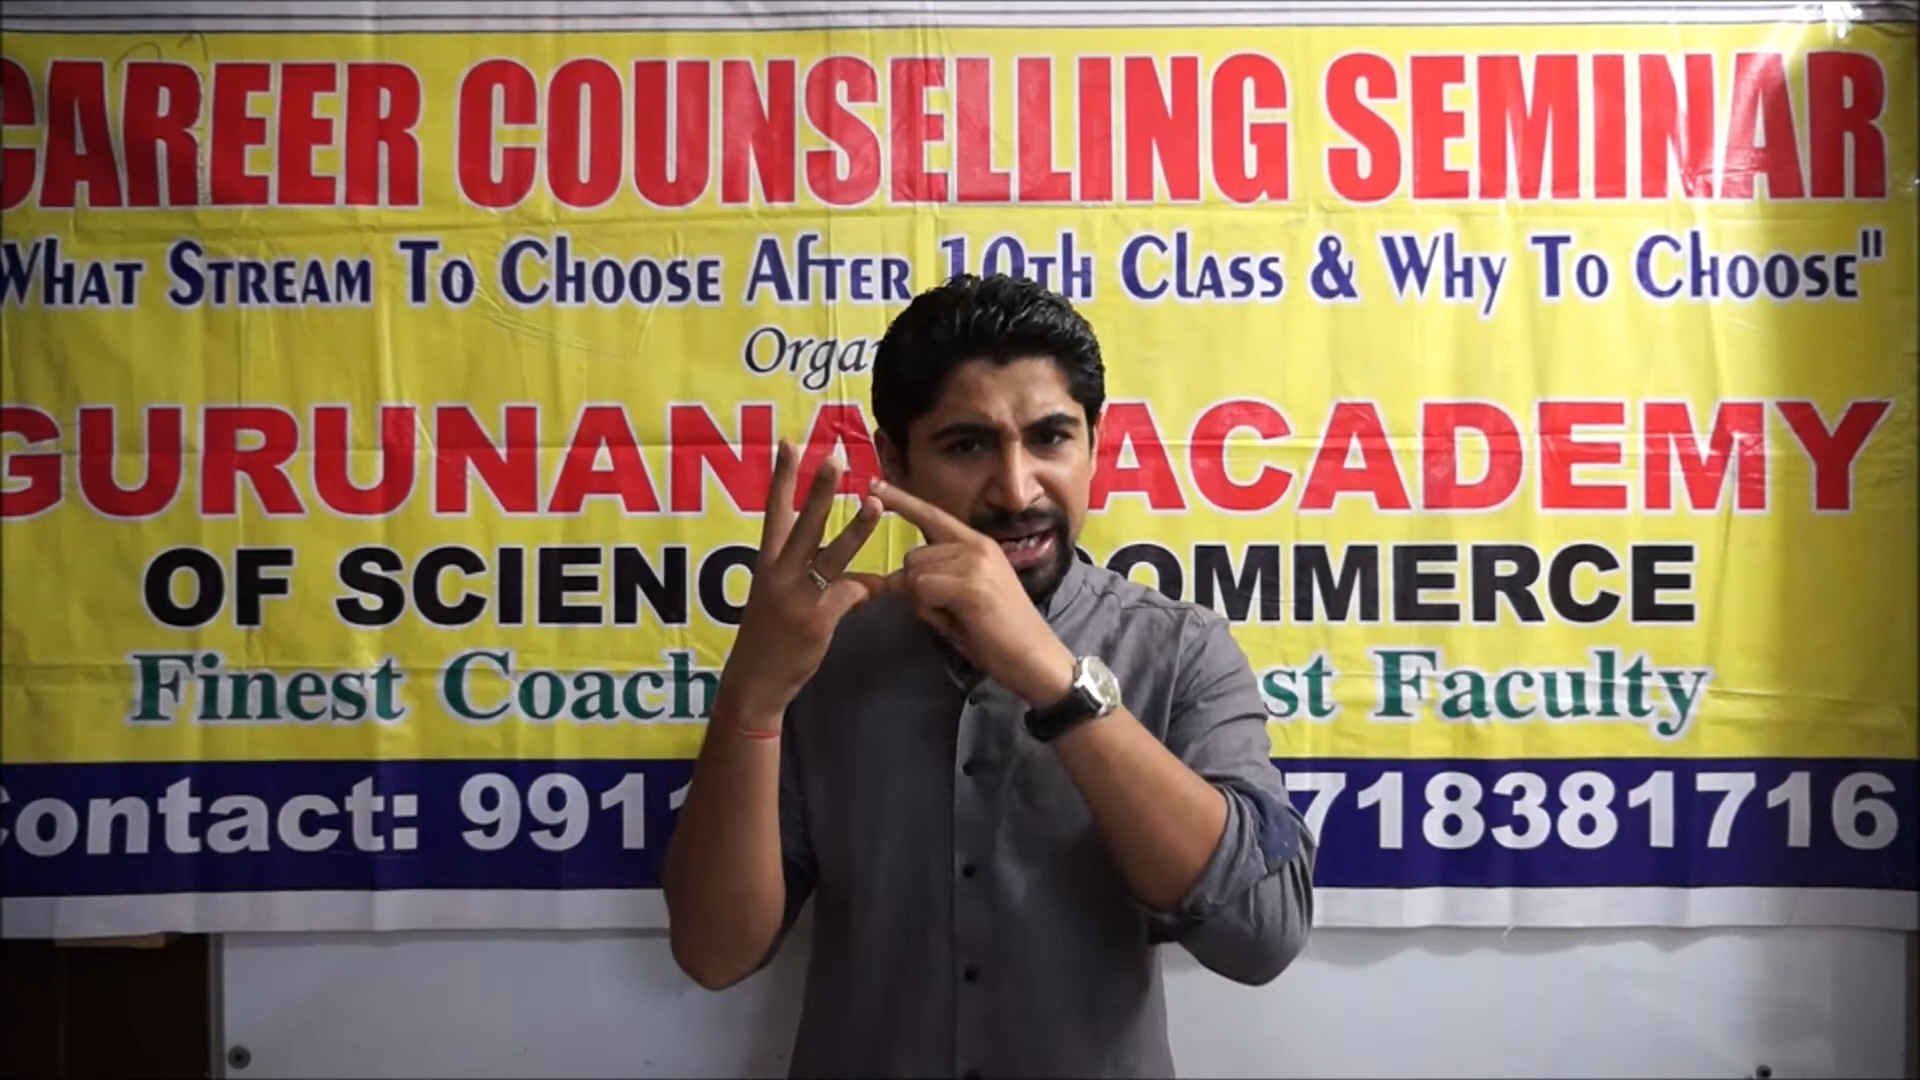 CAREER COUNSELLING SEMINAR
What Stream To Choose After 10th Class & Why To Choose"
GURUNANA ACADEMY
OF SCIENC OMMERCE
Finest Coach st Faculty
Contact: 991 718381716